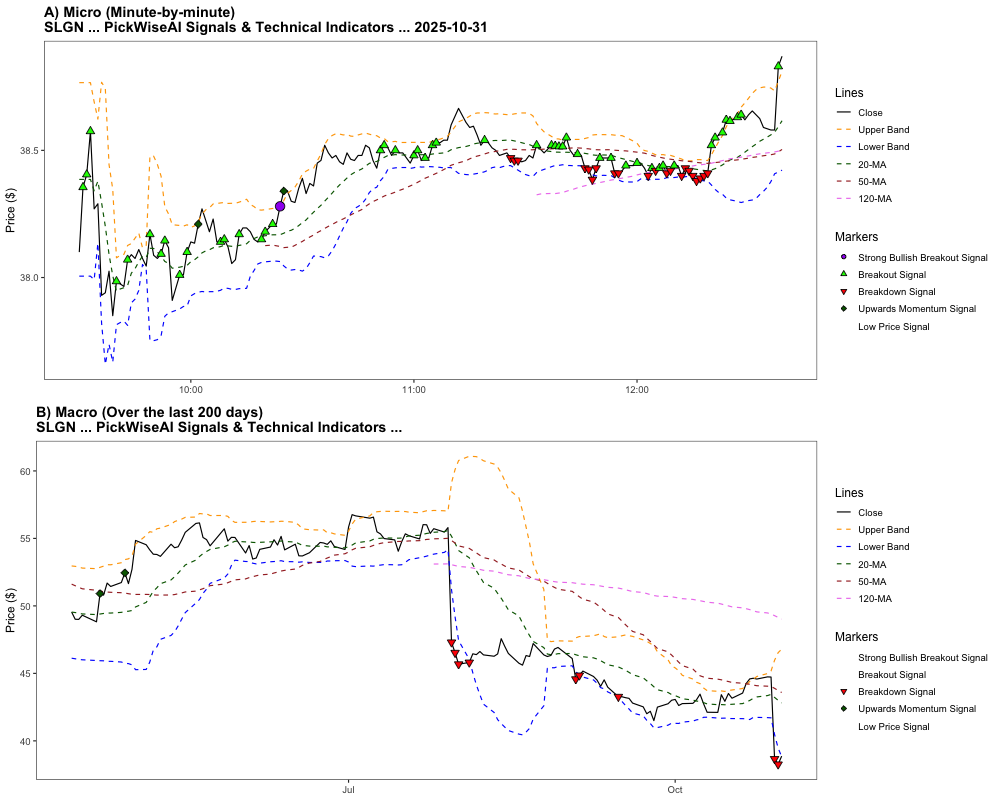 A) Micro (Minute-by-minute)
SLGN ... PickWiseAI Signals & Technical Indicators ... 2025-10-31
Price ($)
38.5
38.0
10:00
11:00
12:00
Lines
Close
Upper Band
Lower Band
20-MA
50-MA
120-MA
Markers
Strong Bullish Breakout Signal
Breakout Signal
Breakdown Signal
Upwards Momentum Signal
Low Price Signal
B) Macro (Over the last 200 days)
SLGN ... PickWiseAI Signals & Technical Indicators ...
Price ($)
60
55
50
45
40
Jul
Oct
Lines
Close
Upper Band
Lower Band
20-MA
50-MA
120-MA
Markers
Strong Bullish Breakout Signal
Breakout Signal
Breakdown Signal
Upwards Momentum Signal
Low Price Signal